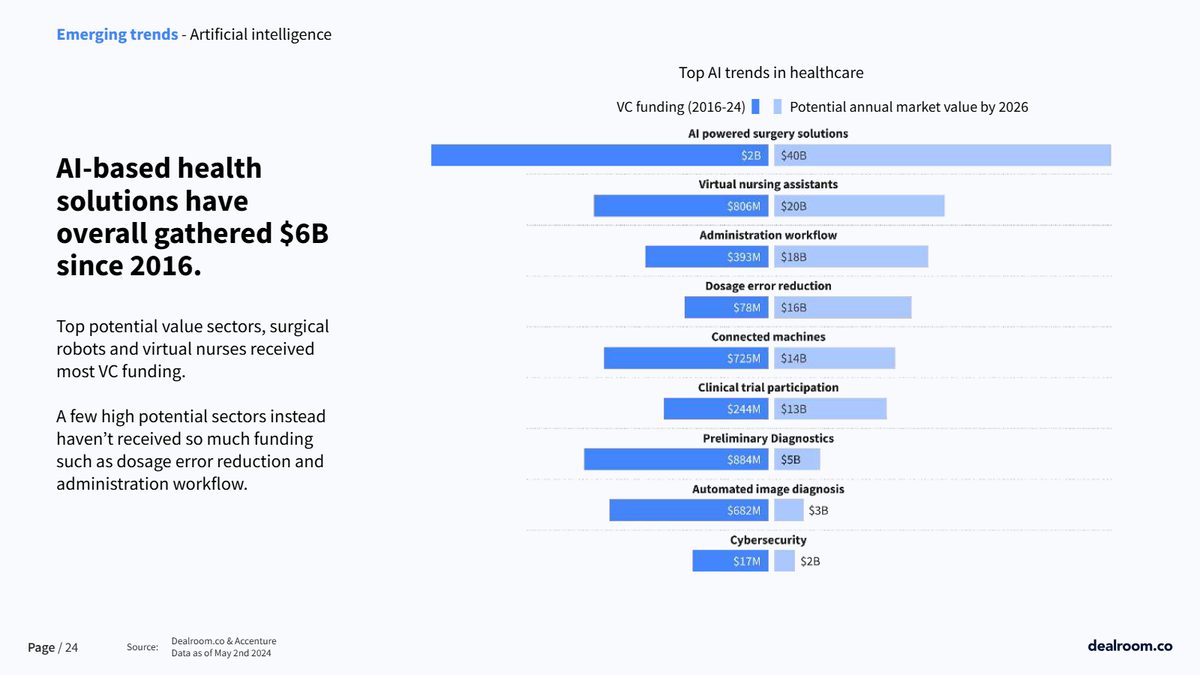 Emerging trends - Artificial intelligence
AI-based health
solutions have
overall gathered $6B
since 2016.
Top potential value sectors, surgical
robots and virtual nurses received
most VC funding.
A few high potential sectors instead
haven't received so much funding
such as dosage error reduction and
administration workflow.
Top AI trends in healthcare
VC funding (2016-24) Potential annual market value by 2026
AI powered surgery solutions
$2B $40B
Virtual nursing assistants
$806M $20B
Administration workflow
$393M $18B
Dosage error reduction
$78M $16B
Connected machines
$725M $14B
Clinical trial participation
$244M $13B
Preliminary Diagnostics
$884M $5B
Automated image diagnosis
$682M $3B
Cybersecurity
$17M $2B
Page / 24
Source: Dealroom.co & Accenture
Data as of May 2nd 2024
dealroom.co